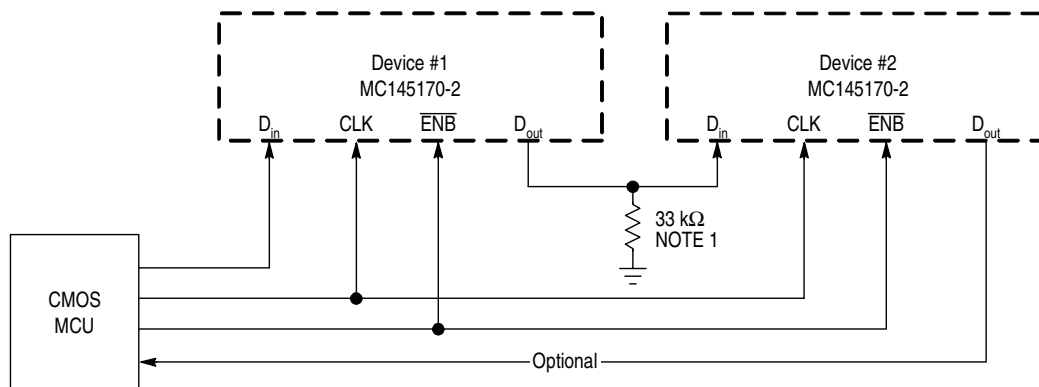 Device #1
MC145170-2
Din CLK ENB Dout
Device #2
MC145170-2
Din CLK ENB Dout
33 kΩ
NOTE 1
CMOS
MCU
Optional